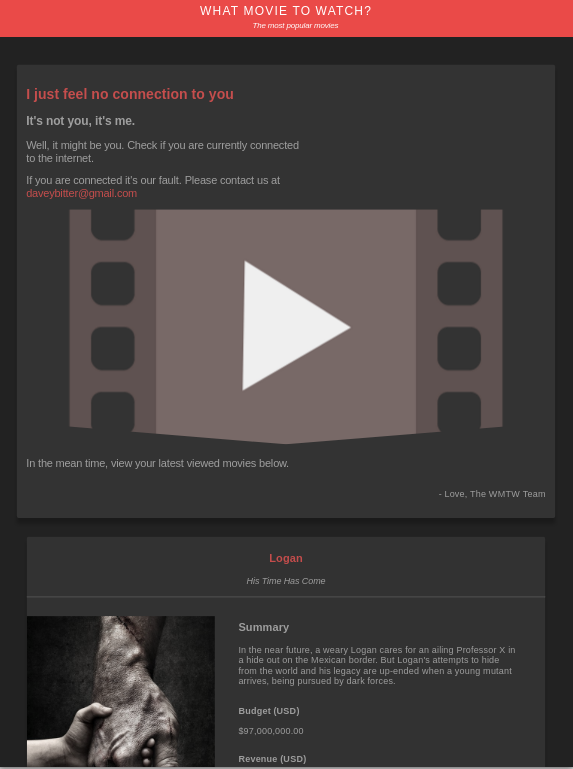 WHAT MOVIE TO WATCH?
The most popular movies
I just feel no connection to you
It's not you, it's me.
Well, it might be you. Check if you are currently connected
to the internet.
If you are connected it's our fault. Please contact us at
daveybitter@gmail.com
In the mean time, view your latest viewed movies below.
- Love, The WMTW Team
Logan
His Time Has Come
Summary
In the near future, a weary Logan cares for an ailing Professor X in
a hide out on the Mexican border. But Logan's attempts to hide
from the world and his legacy are up-ended when a young mutant
arrives, being pursued by dark forces.
Budget (USD)
$97,000,000.00
Revenue (USD)